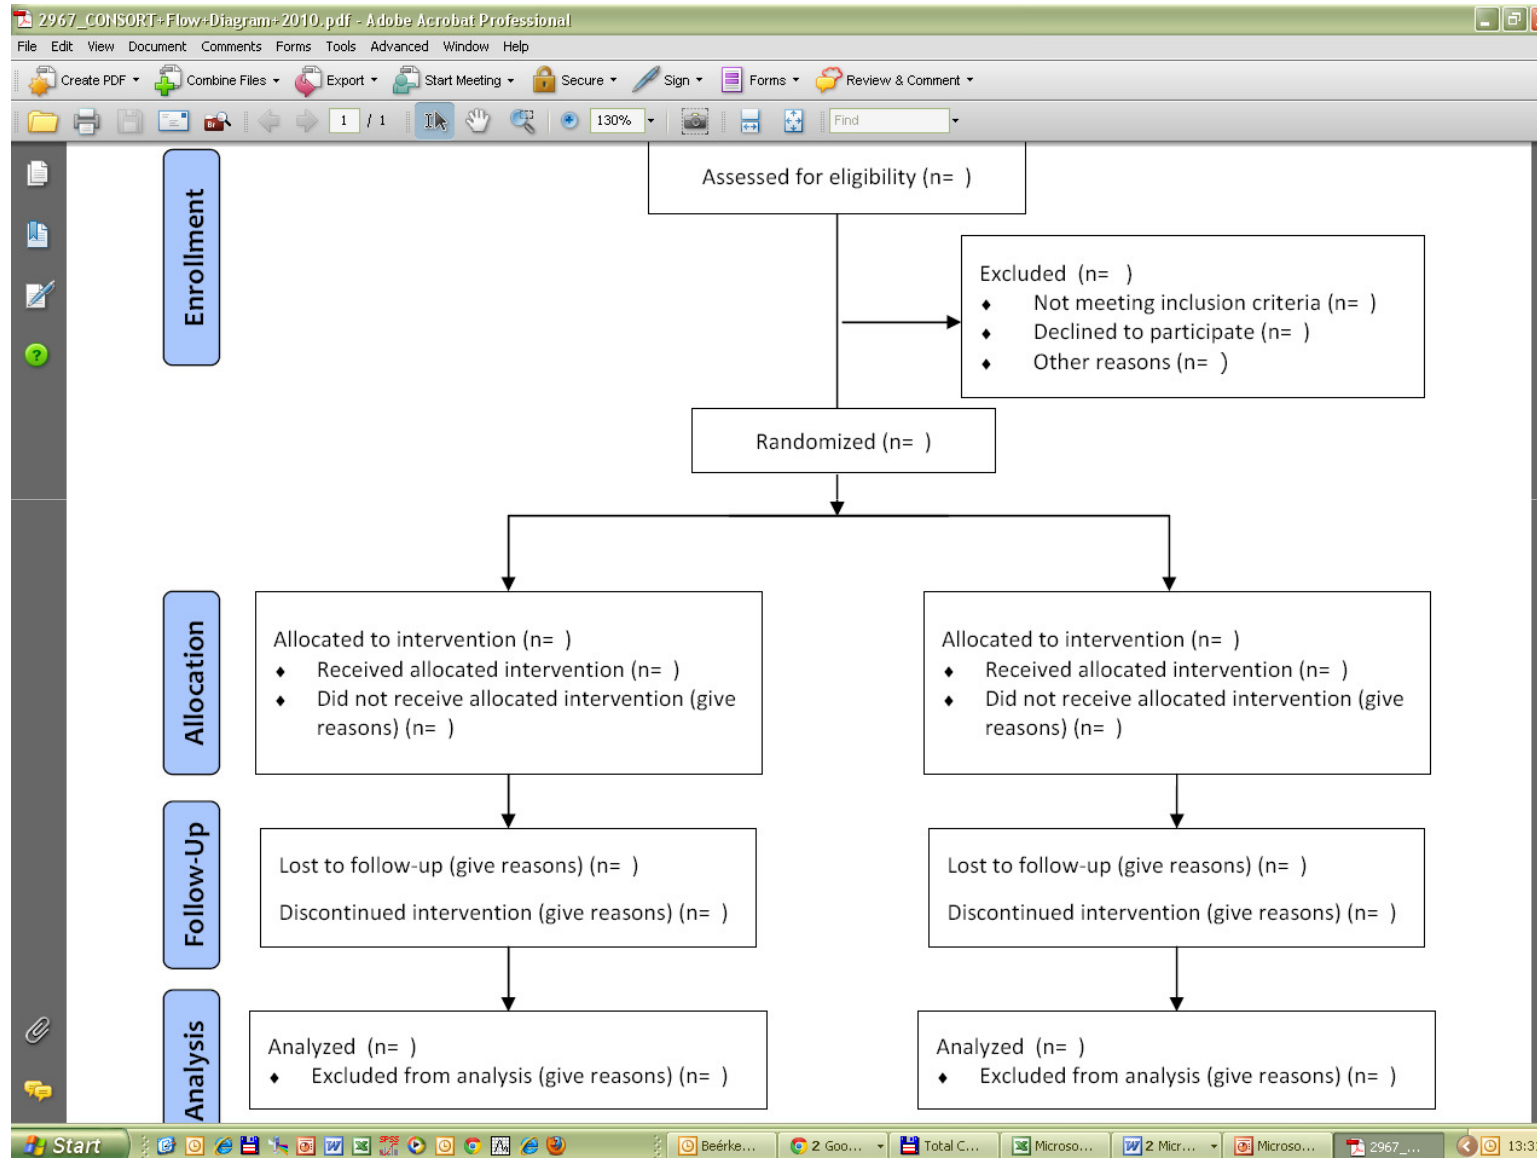 2967_CONSORT+Flow+Diagram+2010.pdf - Adobe Acrobat Professional
File Edit View Document Comments Forms Tools Advanced Window Help
Create PDF Combine Files Export Start Meeting Secure Sign Forms Review & Comment
1 / 1 130% Find
Enrollment
Assessed for eligibility (n= )
Excluded (n= )
♦ Not meeting inclusion criteria (n= )
♦ Declined to participate (n= )
♦ Other reasons (n= )
Randomized (n= )
Allocation
Allocated to intervention (n= )
♦ Received allocated intervention (n= )
♦ Did not receive allocated intervention (give
reasons) (n= )
Allocated to intervention (n= )
♦ Received allocated intervention (n= )
♦ Did not receive allocated intervention (give
reasons) (n= )
Follow-Up
Lost to follow-up (give reasons) (n= )
Discontinued intervention (give reasons) (n= )
Lost to follow-up (give reasons) (n= )
Discontinued intervention (give reasons) (n= )
Analysis
Analyzed (n= )
♦ Excluded from analysis (give reasons) (n= )
Analyzed (n= )
♦ Excluded from analysis (give reasons) (n= )
Start Beérke... 2 Goo... Total C... Microso... 2 Micr... Microso... 2967_...